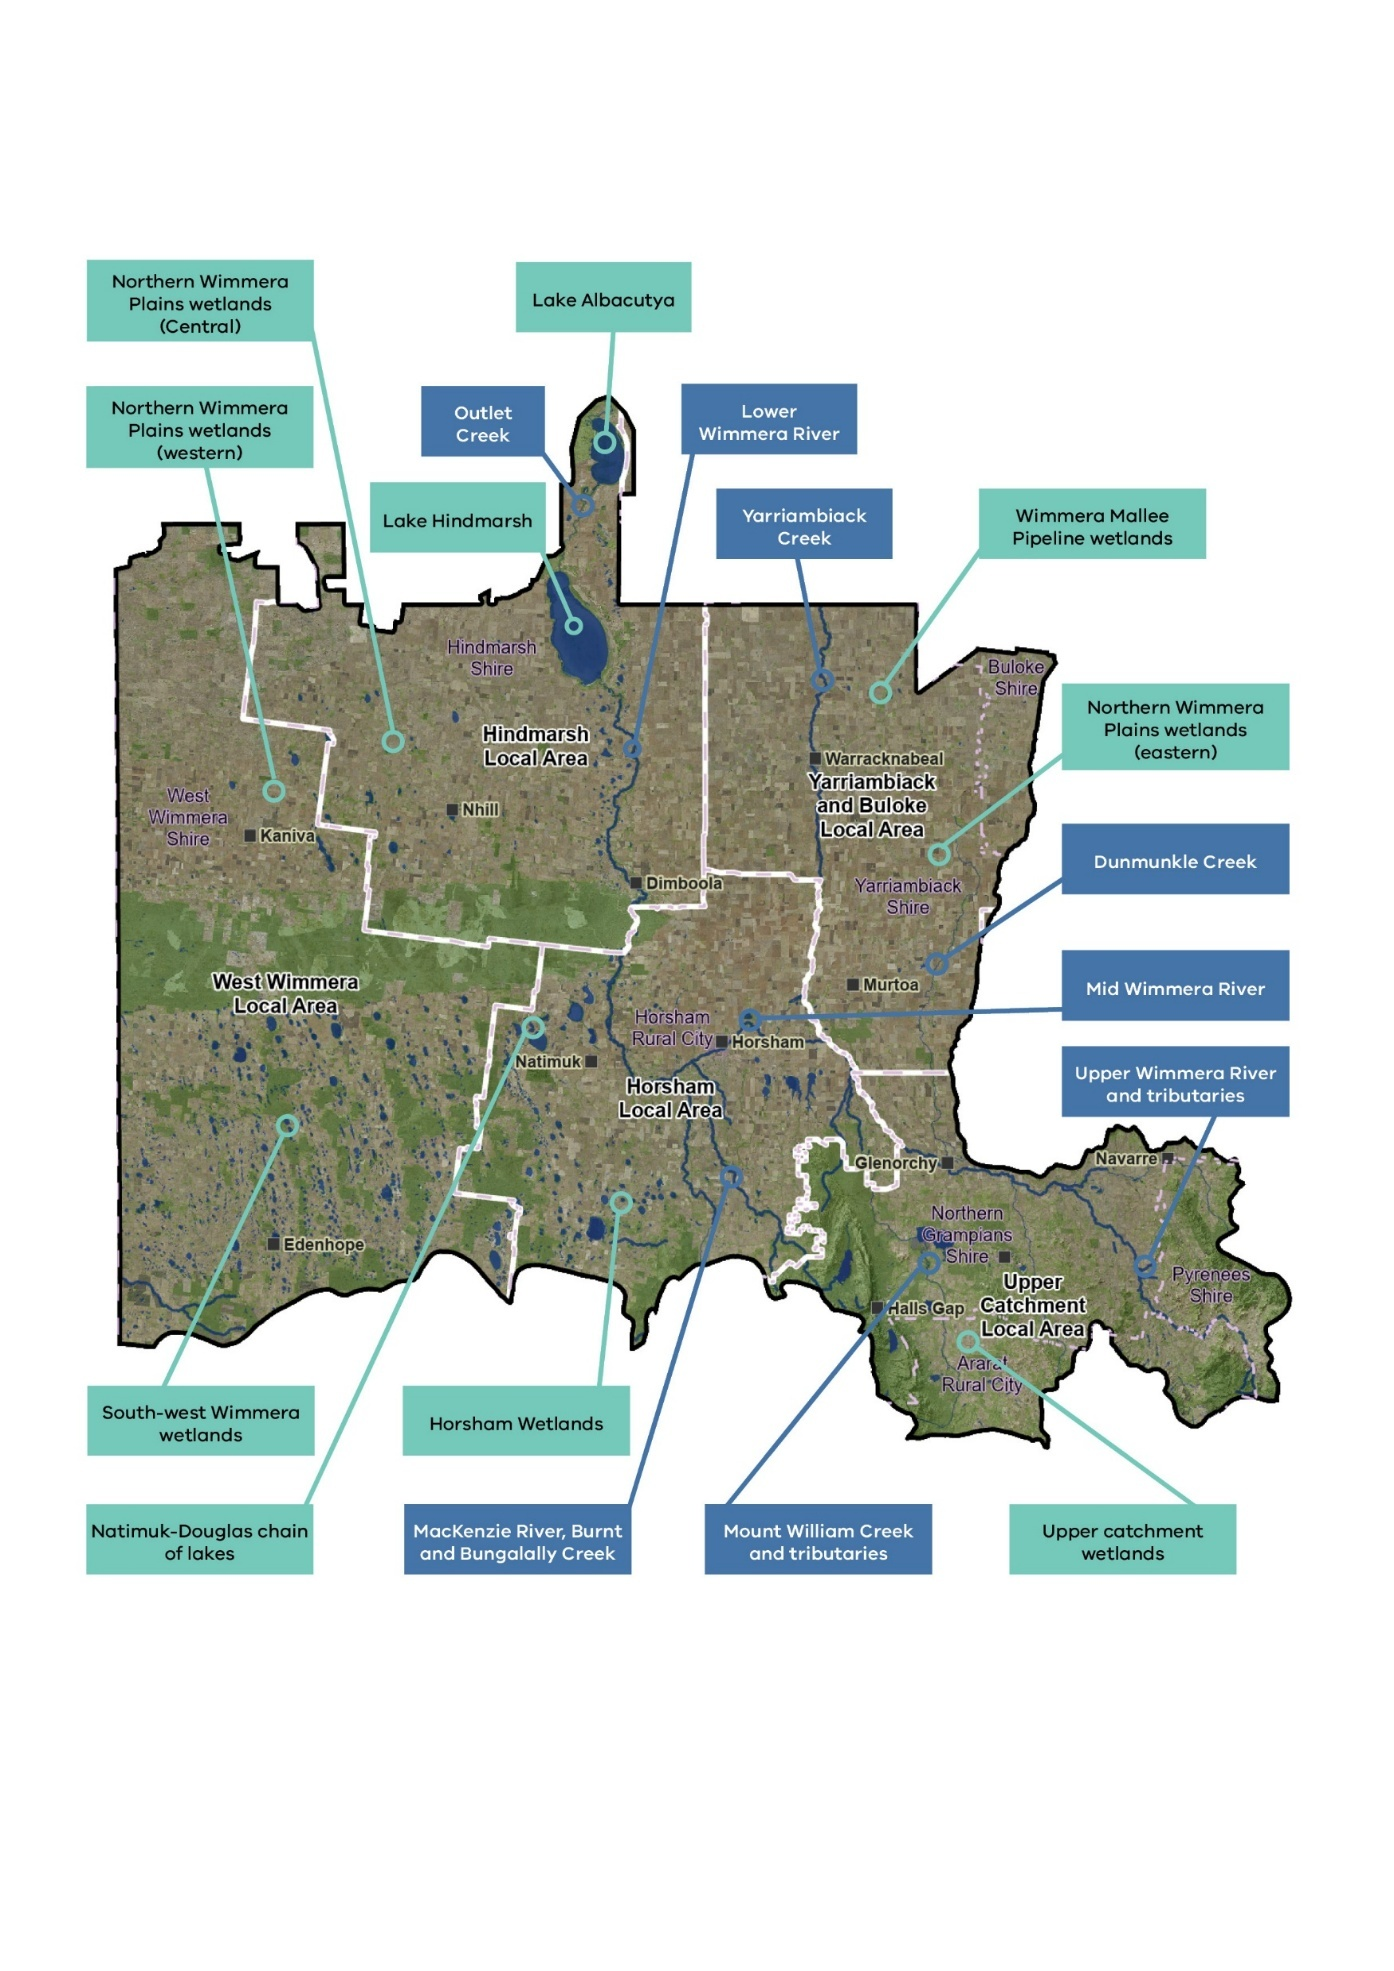 Northern Wimmera
Plains wetlands
(Central)
Lake Albacutya
Northern Wimmera
Plains wetlands
(western)
Outlet
Creek
Lower
Wimmera River
Lake Hindmarsh
Yarriambiack
Creek
Wimmera Mallee
Pipeline wetlands
Hindmarsh
Shire
Buloke
Shire
Northern Wimmera
Plains wetlands
(eastern)
Hindmarsh
Local Area
Warracknabeal
Yarriambiack
and Buloke
Local Area
West
Wimmera
Shire
Nhill
Kaniva
Dunmunkle Creek
Dimboola
Yarriambiack
Shire
West Wimmera
Local Area
Murtoa
Mid Wimmera River
Horsham
Rural City
Horsham
Natimuk
Horsham
Local Area
Upper Wimmera River
and tributaries
Glenorchy
Navarre
Northern
Grampians
Shire
Edenhope
Pyrenees
Shire
Upper
Catchment
Local Area
Halls Gap
Ararat
Rural City
South-west Wimmera
wetlands
Horsham Wetlands
Natimuk-Douglas chain
of lakes
MacKenzie River, Burnt
and Bungalally Creek
Mount William Creek
and tributaries
Upper catchment
wetlands